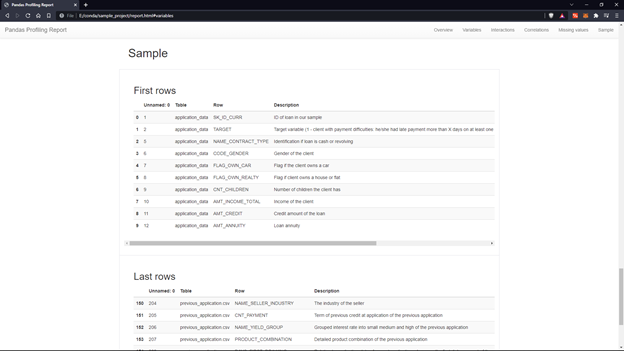 Pandas Profiling Report
File | E:/conda/sample_project/report.html#variables
Pandas Profiling Report Overview Variables Interactions Correlations Missing values Sample
Sample
First rows
Unnamed: 0 Table Row Description
0 1 application_data SK_ID_CURR ID of loan in our sample
1 2 application_data TARGET Target variable (1 - client with payment difficulties: he/she had late payment more than X days on at least one
2 5 application_data NAME_CONTRACT_TYPE Identification if loan is cash or revolving
3 6 application_data CODE_GENDER Gender of the client
4 7 application_data FLAG_OWN_CAR Flag if the client owns a car
5 8 application_data FLAG_OWN_REALTY Flag if client owns a house or flat
6 9 application_data CNT_CHILDREN Number of children the client has
7 10 application_data AMT_INCOME_TOTAL Income of the client
8 11 application_data AMT_CREDIT Credit amount of the loan
9 12 application_data AMT_ANNUITY Loan annuity
Last rows
Unnamed: 0 Table Row Description
150 204 previous_application.csv NAME_SELLER_INDUSTRY The industry of the seller
151 205 previous_application.csv CNT_PAYMENT Term of previous credit at application of the previous application
152 206 previous_application.csv NAME_YIELD_GROUP Grouped interest rate into small medium and high of the previous application
153 207 previous_application.csv PRODUCT_COMBINATION Detailed product combination of the previous application